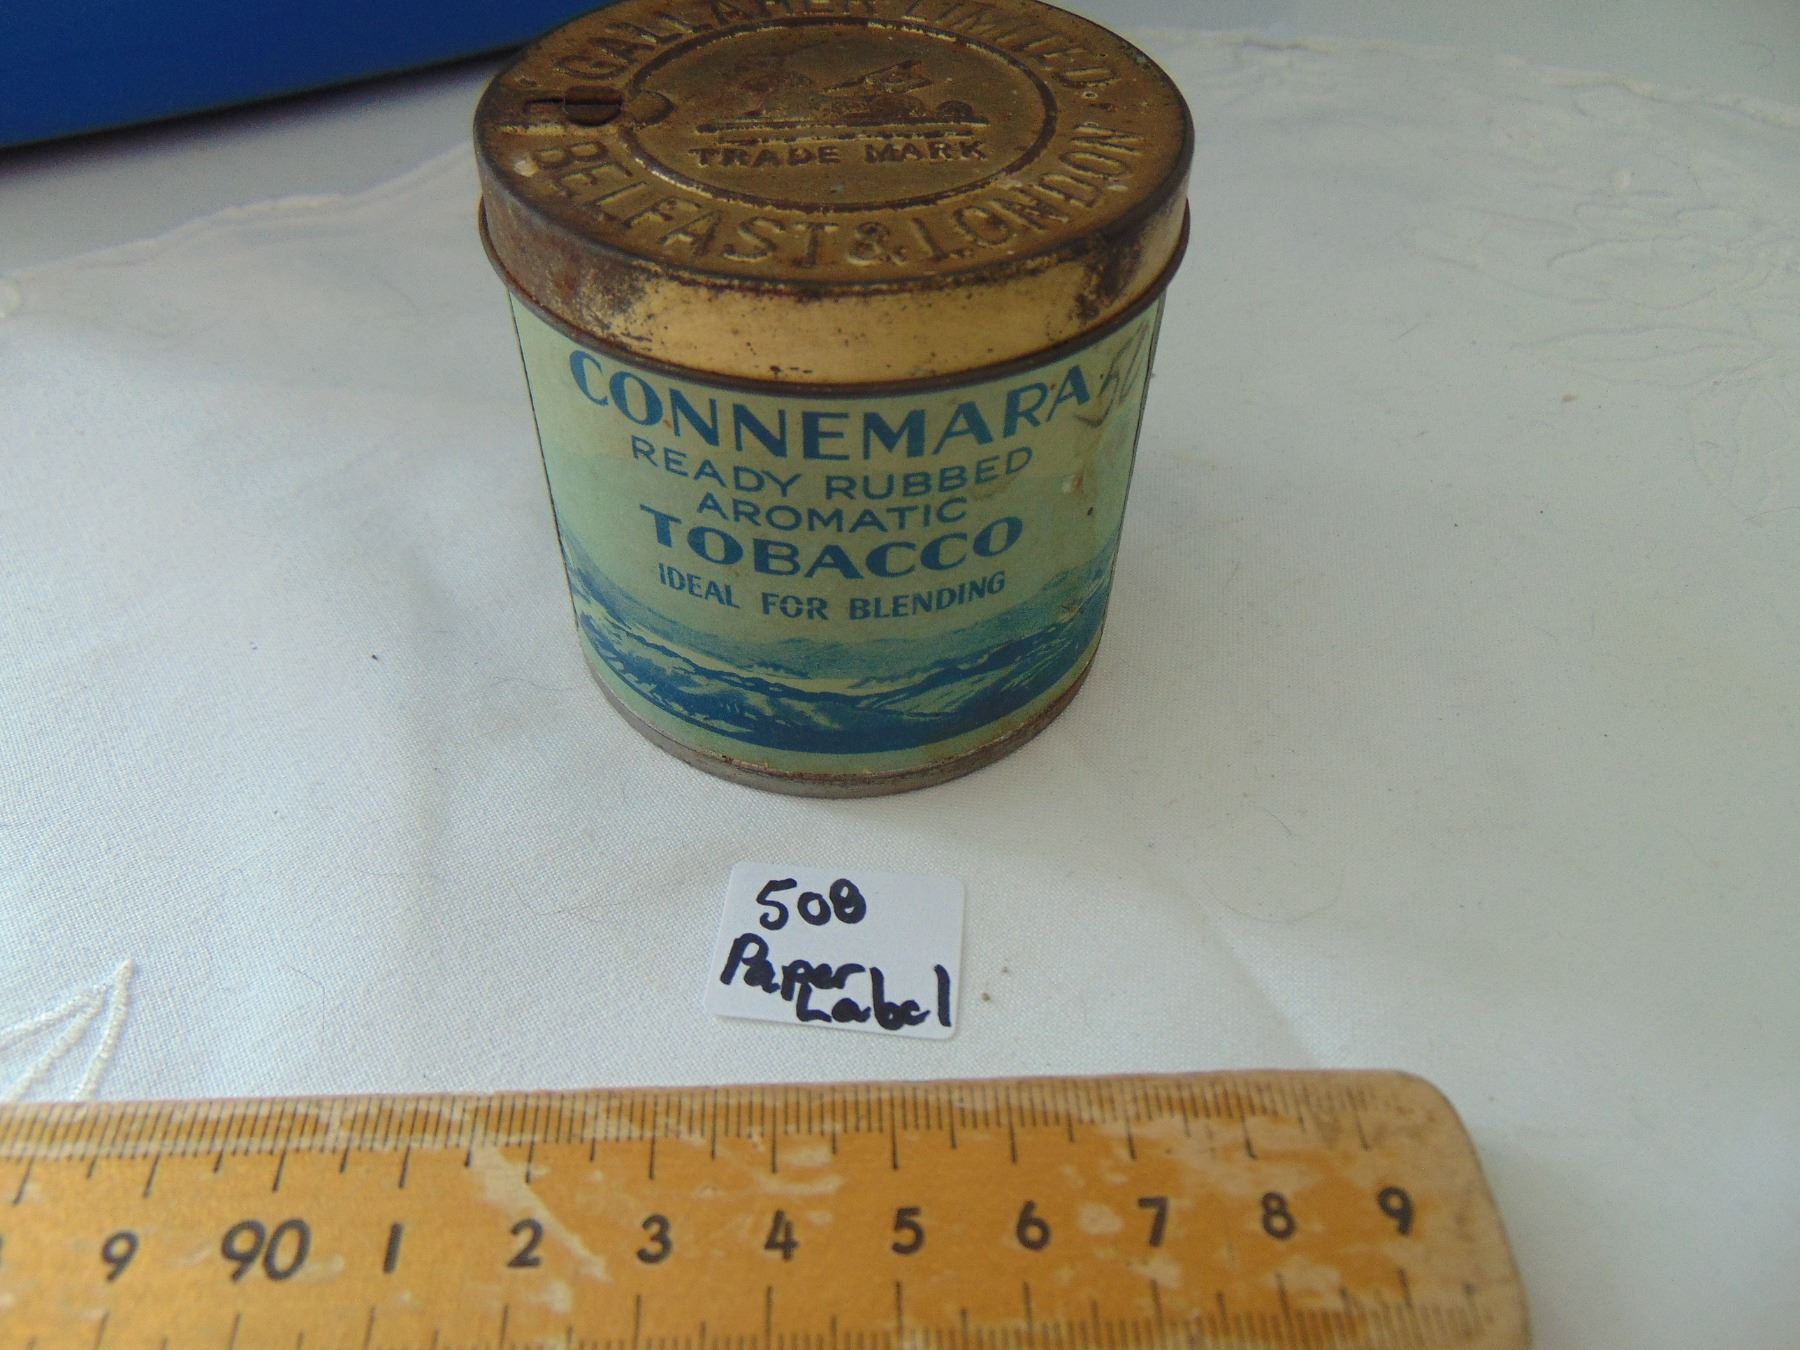 GALLAHER LIMITED.
TRADE MARK
BELFAST & LONDON
CONNEMARA
READY RUBBED
AROMATIC
TOBACCO
IDEAL FOR BLENDING
508
Paper
Label
9 90 1 2 3 4 5 6 7 8 9